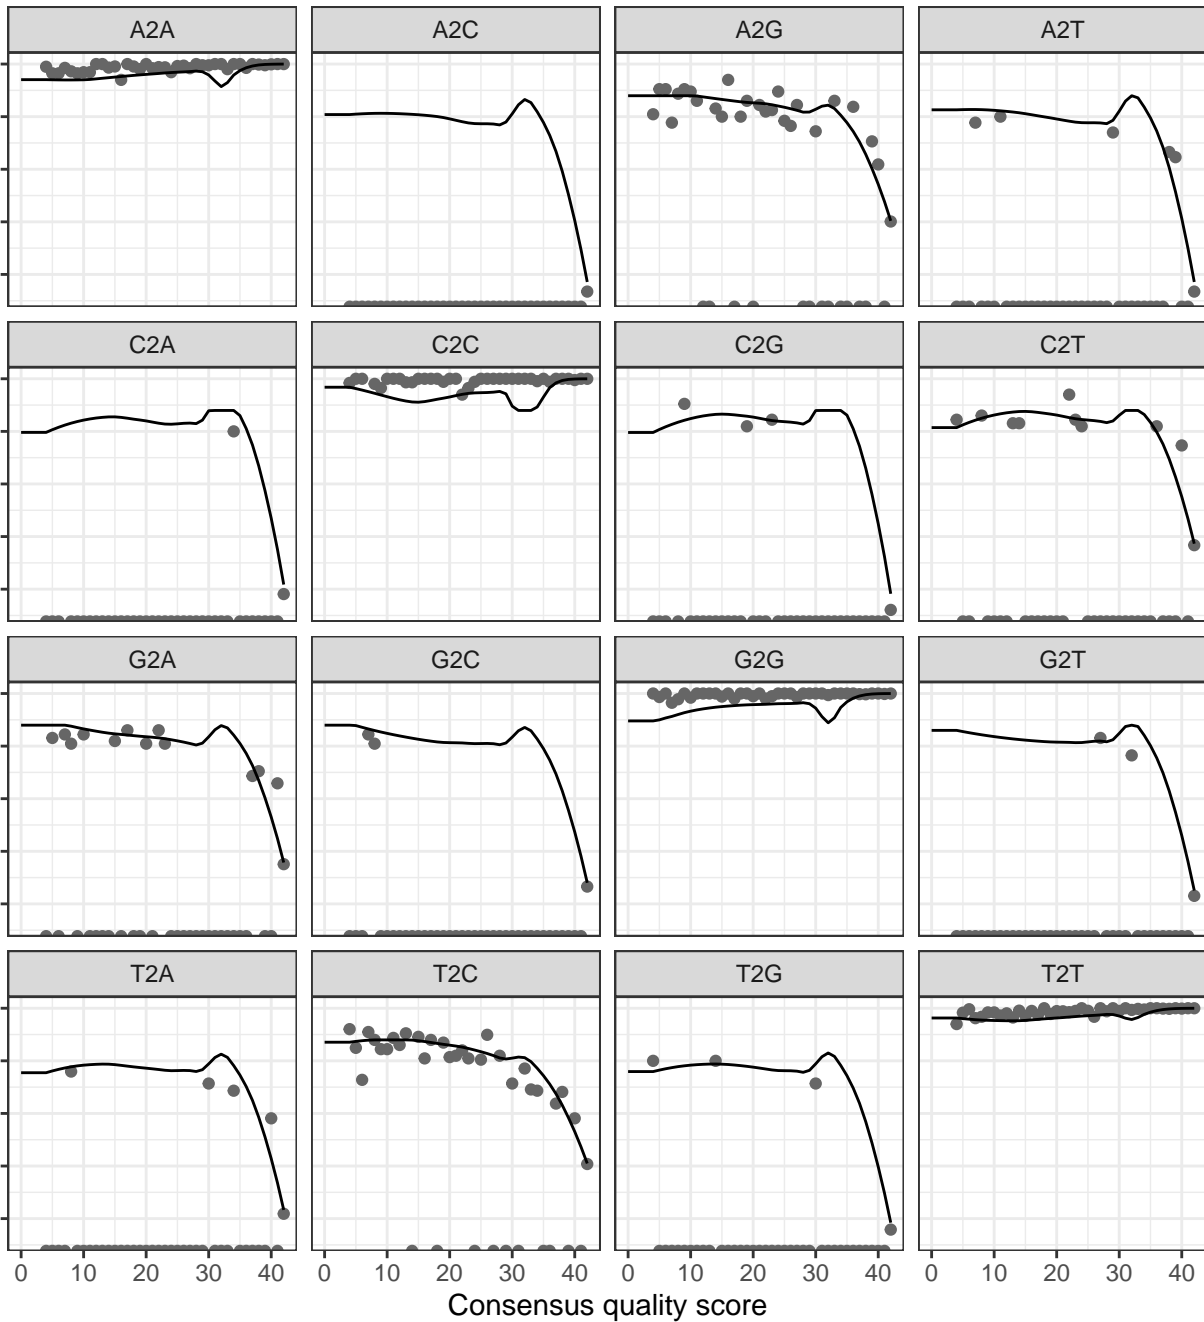 A2A A2C A2G A2T
C2A C2C C2G C2T
G2A G2C G2G G2T
T2A T2C T2G T2T
0 10 20 30 40 0 10 20 30 40 0 10 20 30 40 0 10 20 30 40
Consensus quality score